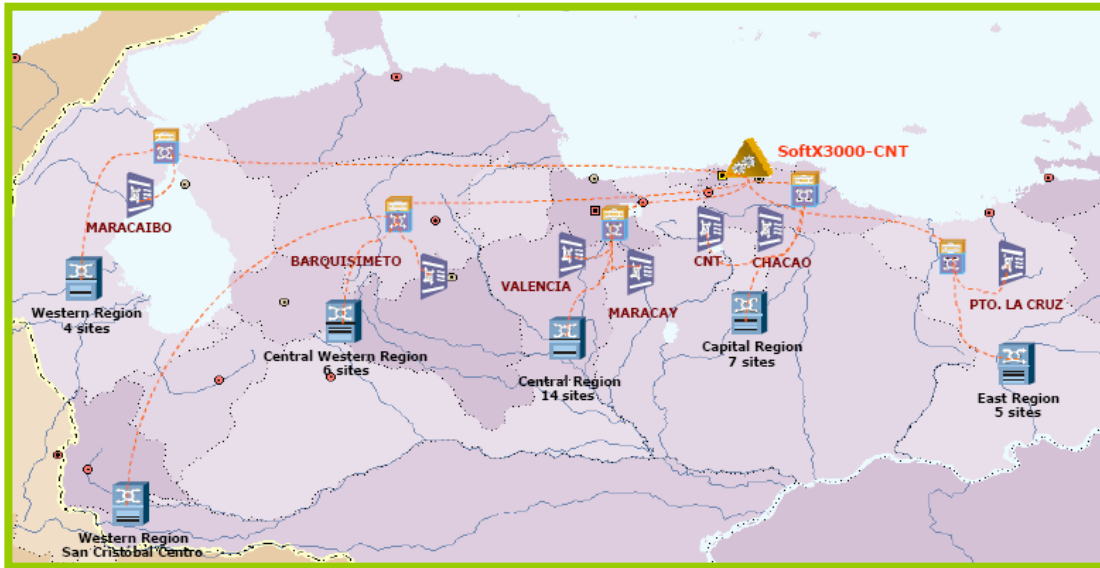 SoftX3000-CNT
MARACAIBO
BARQUISIMETO
VALENCIA
MARACAY
CNT
CHACAO
PTO. LA CRUZ
Western Region
4 sites
Central Western Region
6 sites
Central Region
14 sites
Capital Region
7 sites
East Region
5 sites
Western Region
San Cristobal Centro